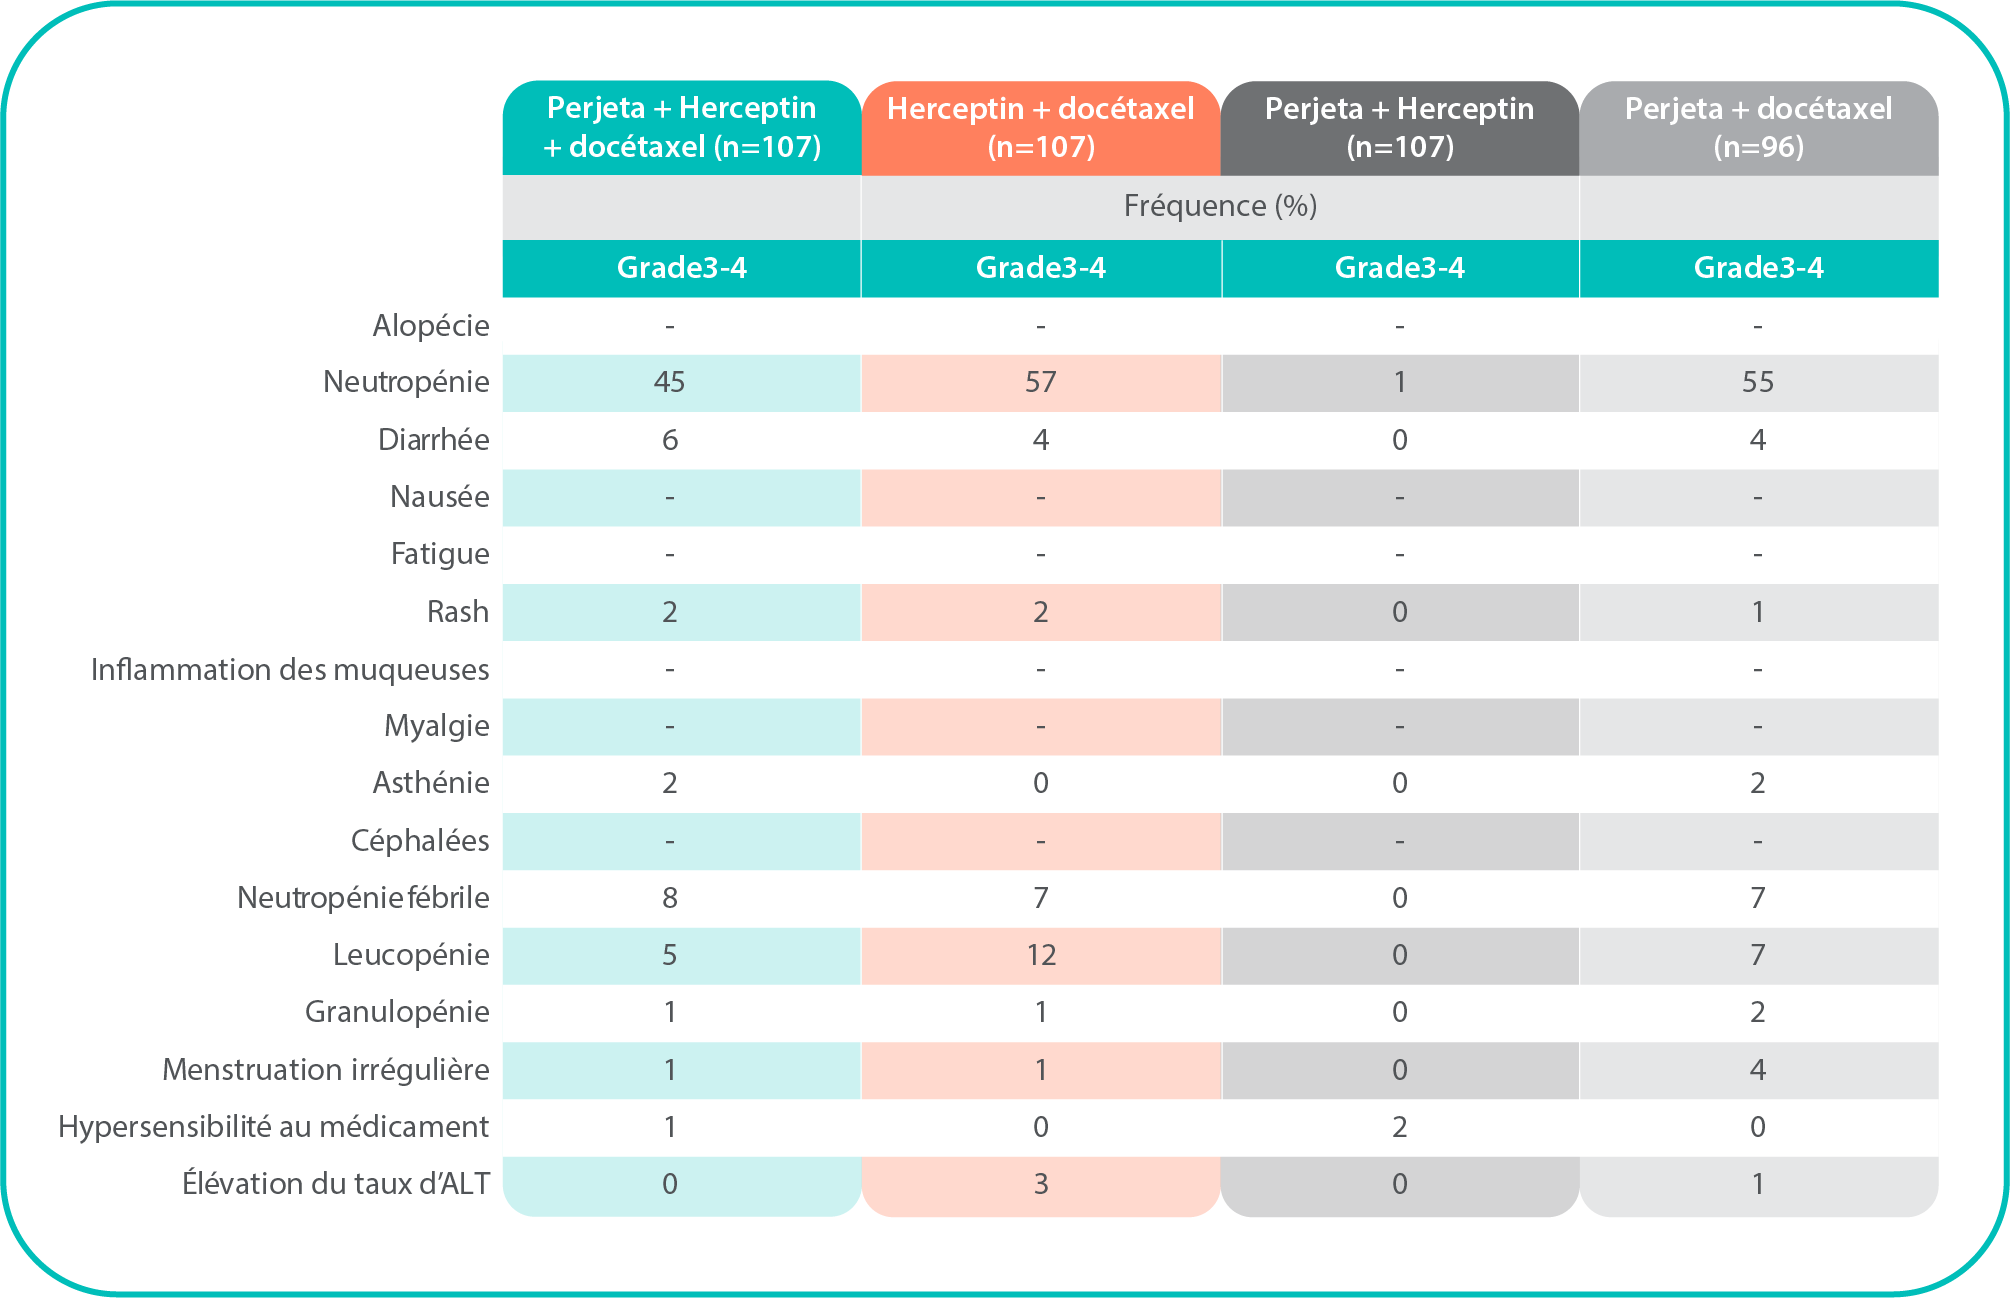 Perjeta + Herceptin Herceptin + docétaxel Perjeta + Herceptin Perjeta + docétaxel
+ docétaxel (n=107) (n=107) (n=107) (n=96)
Fréquence (%)
Grade3-4 Grade3-4 Grade3-4 Grade3-4
Alopécie - - - -
Neutropénie 45 57 1 55
Diarrhée 6 4 0 4
Nausée - - - -
Fatigue - - - -
Rash 2 2 0 1
Inflammation des muqueuses - - - -
Myalgie - - - -
Asthénie 2 0 0 2
Céphalées - - - -
Neutropénie fébrile 8 7 0 7
Leucopénie 5 12 0 7
Granulopénie 1 1 0 2
Menstruation irrégulière 1 1 0 4
Hypersensibilité au médicament 1 0 2 0
Élévation du taux d’ALT 0 3 0 1